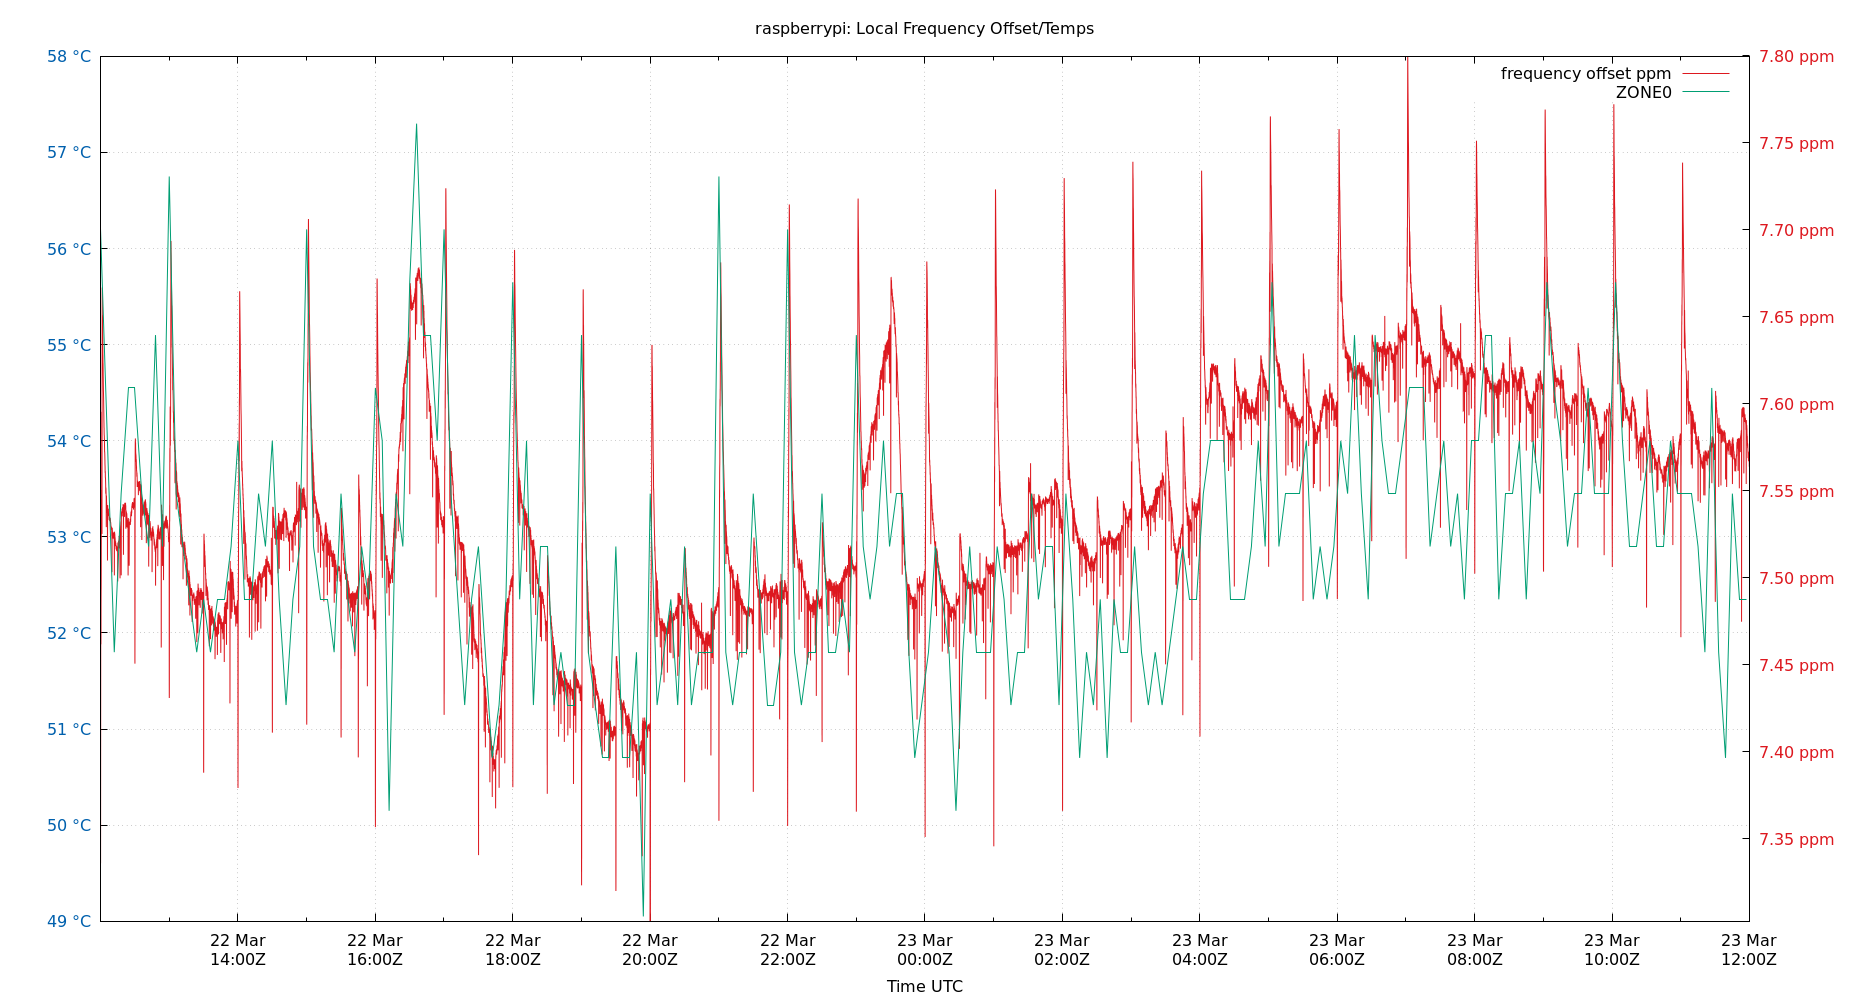 raspberrypi: Local Frequency Offset/Temps
58 °C
57 °C
56 °C
55 °C
54 °C
53 °C
52 °C
51 °C
50 °C
49 °C
7.80 ppm
7.75 ppm
7.70 ppm
7.65 ppm
7.60 ppm
7.55 ppm
7.50 ppm
7.45 ppm
7.40 ppm
7.35 ppm
frequency offset ppm
ZONE0
22 Mar 22 Mar 22 Mar 22 Mar 22 Mar 23 Mar 23 Mar 23 Mar 23 Mar 23 Mar 23 Mar 23 Mar
14:00Z 16:00Z 18:00Z 20:00Z 22:00Z 00:00Z 02:00Z 04:00Z 06:00Z 08:00Z 10:00Z 12:00Z
Time UTC